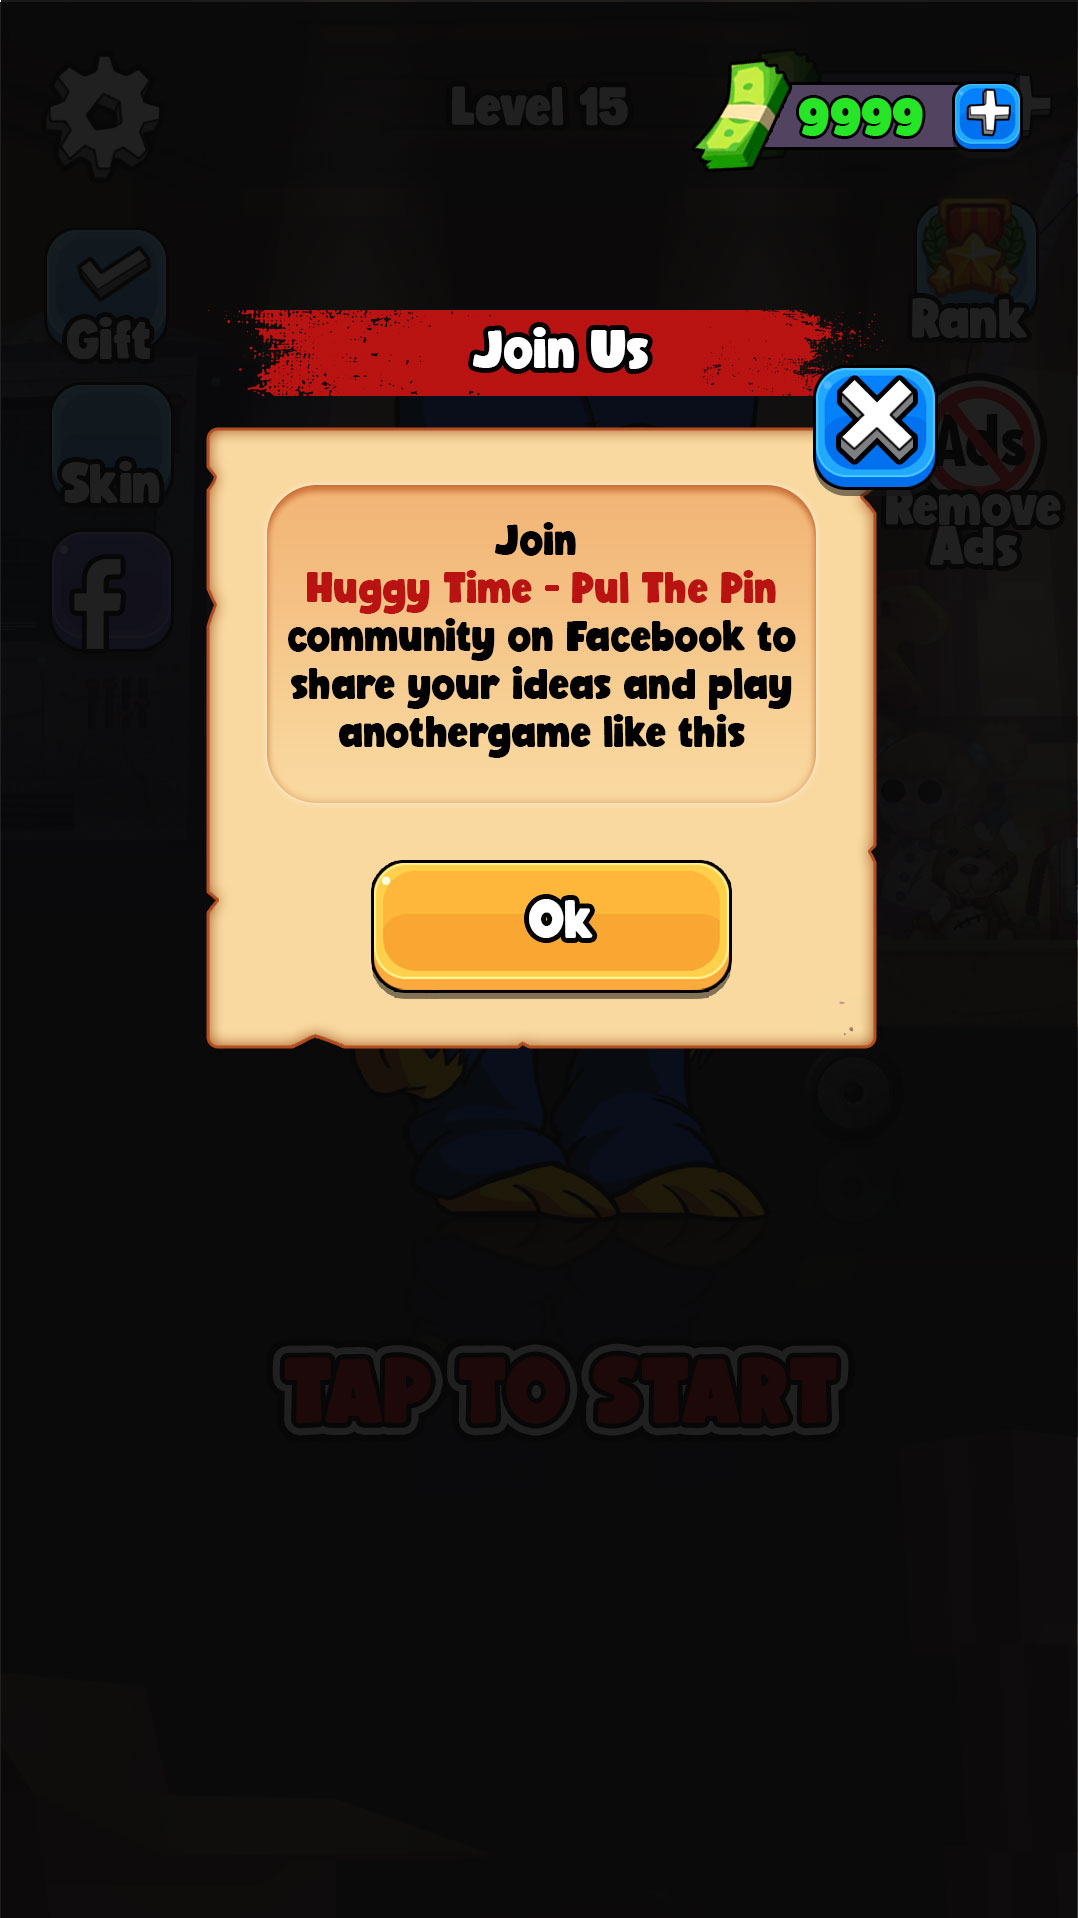 Level 15
9999
Gift
Rank
Join Us
Ads
Skin
Remove
Ads
Join
Huggy Time - Pul The Pin
community on Facebook to
share your ideas and play
anothergame like this
f
Ok
TAP TO START